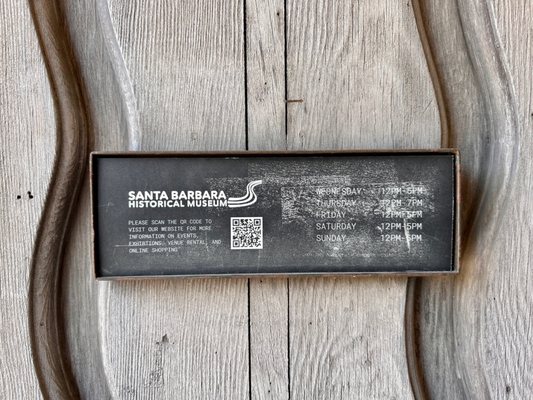 SANTA BARBARA
HISTORICAL MUSEUM
PLEASE SCAN THE QR CODE TO
VISIT OUR WEBSITE FOR MORE
INFORMATION ON EVENTS,
EXHIBITIONS, VENUE RENTAL, AND
ONLINE SHOPPING
WEDNESDAY 12PM-5PM
THURSDAY 12PM-7PM
FRIDAY 12PM-5PM
SATURDAY 12PM-5PM
SUNDAY 12PM-5PM